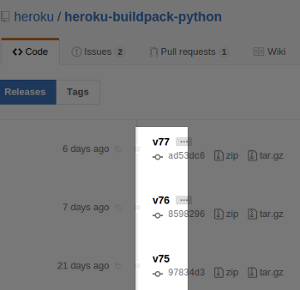 heroku / heroku-buildpack-python
Code Issues 2 Pull requests 1 Wiki
Releases Tags
v77 ...
6 days ago ad53dc6 zip tar.gz
v76 ...
7 days ago 8598296 zip tar.gz
v75
21 days ago 97834d3 zip tar.gz